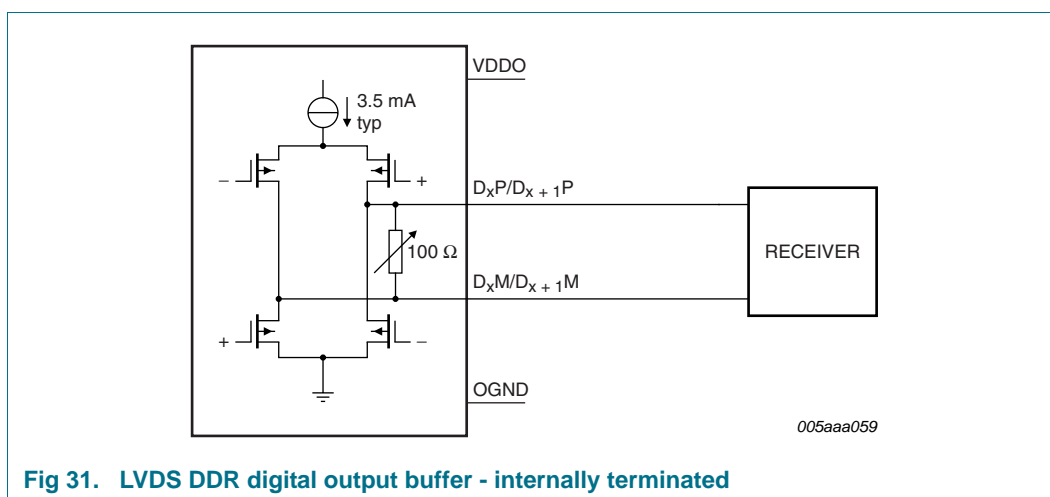 VDDO
3.5 mA
typ
−
+
DxP/Dx + 1P
100 Ω
RECEIVER
DxM/Dx + 1M
+
−
OGND
005aaa059
Fig 31. LVDS DDR digital output buffer - internally terminated